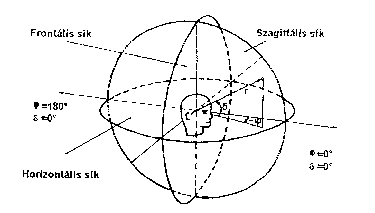 Frontális sík
Szagittális sík
r
δ
φ
φ=180°
δ=0°
φ=0°
δ=0°
Horizontális sík